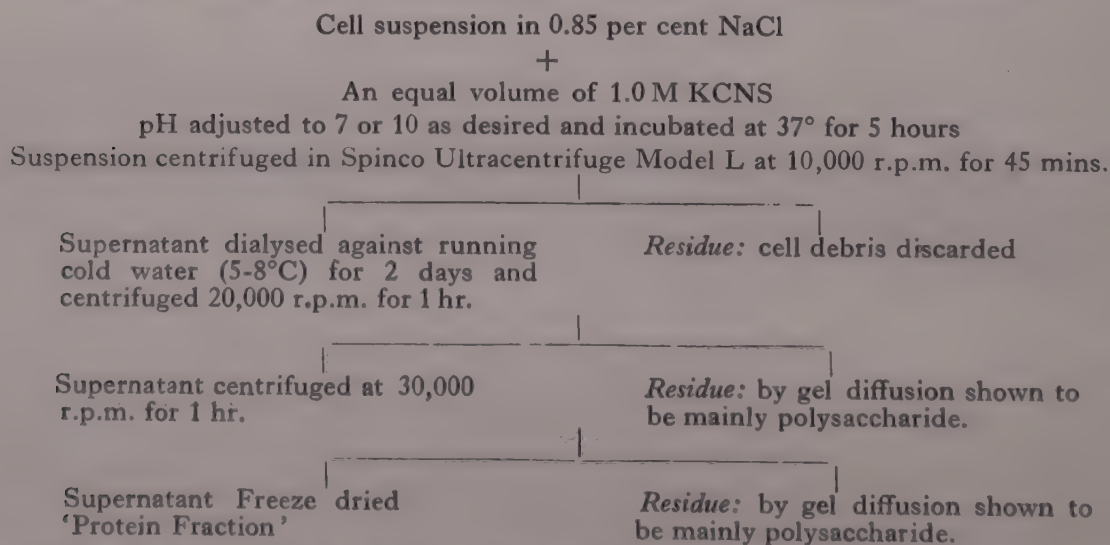 Cell suspension in 0.85 per cent NaCl
+
An equal volume of 1.0 M KCNS
pH adjusted to 7 or 10 as desired and incubated at 37° for 5 hours
Suspension centrifuged in Spinco Ultracentrifuge Model L at 10,000 r.p.m. for 45 mins.
Supernatant dialysed against running
cold water (5-8°C) for 2 days and
centrifuged 20,000 r.p.m. for 1 hr.
Residue: cell debris discarded
Supernatant centrifuged at 30,000
r.p.m. for 1 hr.
Residue: by gel diffusion shown to
be mainly polysaccharide.
Supernatant Freeze dried
‘Protein Fraction’
Residue: by gel diffusion shown to
be mainly polysaccharide.